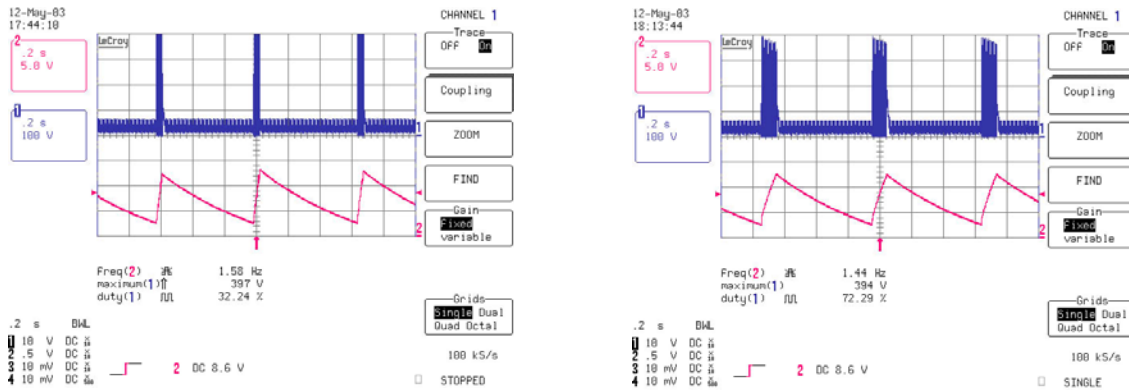 12-May-03
17:44:10
LeCroy
2
.2 s
5.0 V
1
.2 s
100 V
1
2
CHANNEL 1
Trace
OFF On
Coupling
ZOOM
FIND
Gain
Fixed
variable
Freq(2) 1.58 Hz
maximum(1) 397 V
duty(1) 32.24 %
Grids
Single Dual
Quad Octal
.2 s BWL
1 10 V DC
2 .5 V DC
3 10 mV DC
4 10 mV DC
2 DC 8.6 V
100 kS/s
STOPPED
12-May-03
18:13:44
LeCroy
2
.2 s
5.0 V
1
.2 s
100 V
1
2
CHANNEL 1
Trace
OFF On
Coupling
ZOOM
FIND
Gain
Fixed
variable
Freq(2) 1.44 Hz
maximum(1) 394 V
duty(1) 72.29 %
Grids
Single Dual
Quad Octal
.2 s BWL
1 10 V DC
2 .5 V DC
3 10 mV DC
4 10 mV DC
2 DC 8.6 V
100 kS/s
SINGLE